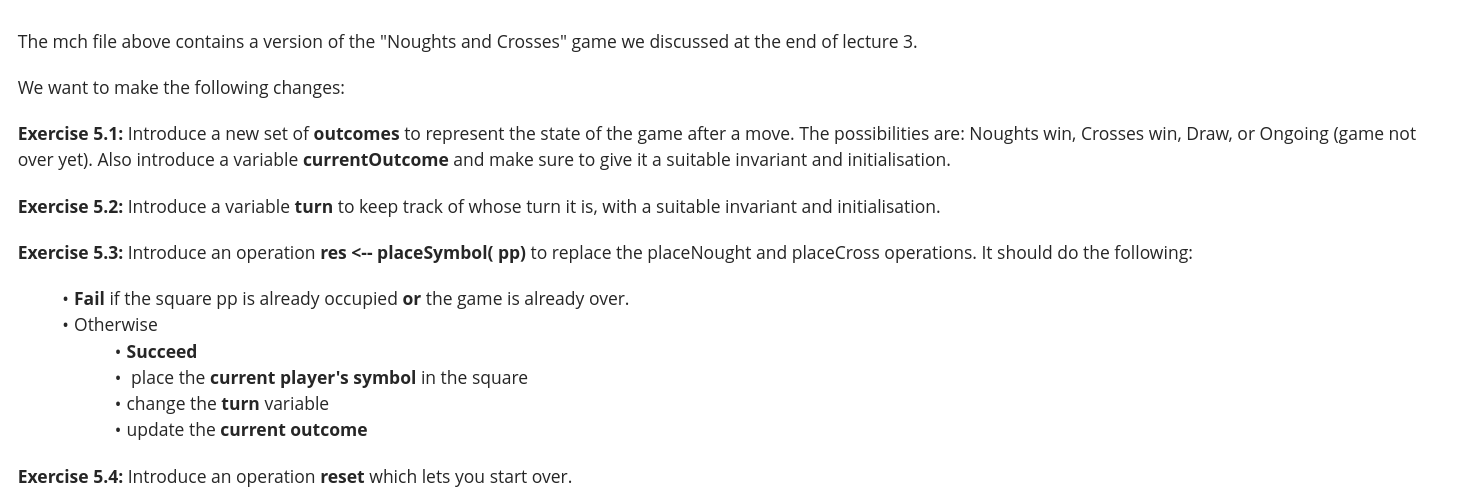 The mch file above contains a version of the "Noughts and Crosses" game we discussed at the end of lecture 3.
We want to make the following changes:
Exercise 5.1: Introduce a new set of outcomes to represent the state of the game after a move. The possibilities are: Noughts win, Crosses win, Draw, or Ongoing (game not
over yet). Also introduce a variable currentOutcome and make sure to give it a suitable invariant and initialisation.
Exercise 5.2: Introduce a variable turn to keep track of whose turn it is, with a suitable invariant and initialisation.
Exercise 5.3: Introduce an operation res <-- placeSymbol( pp) to replace the placeNought and placeCross operations. It should do the following:
• Fail if the square pp is already occupied or the game is already over.
• Otherwise
• Succeed
• place the current player's symbol in the square
• change the turn variable
• update the current outcome
Exercise 5.4: Introduce an operation reset which lets you start over.